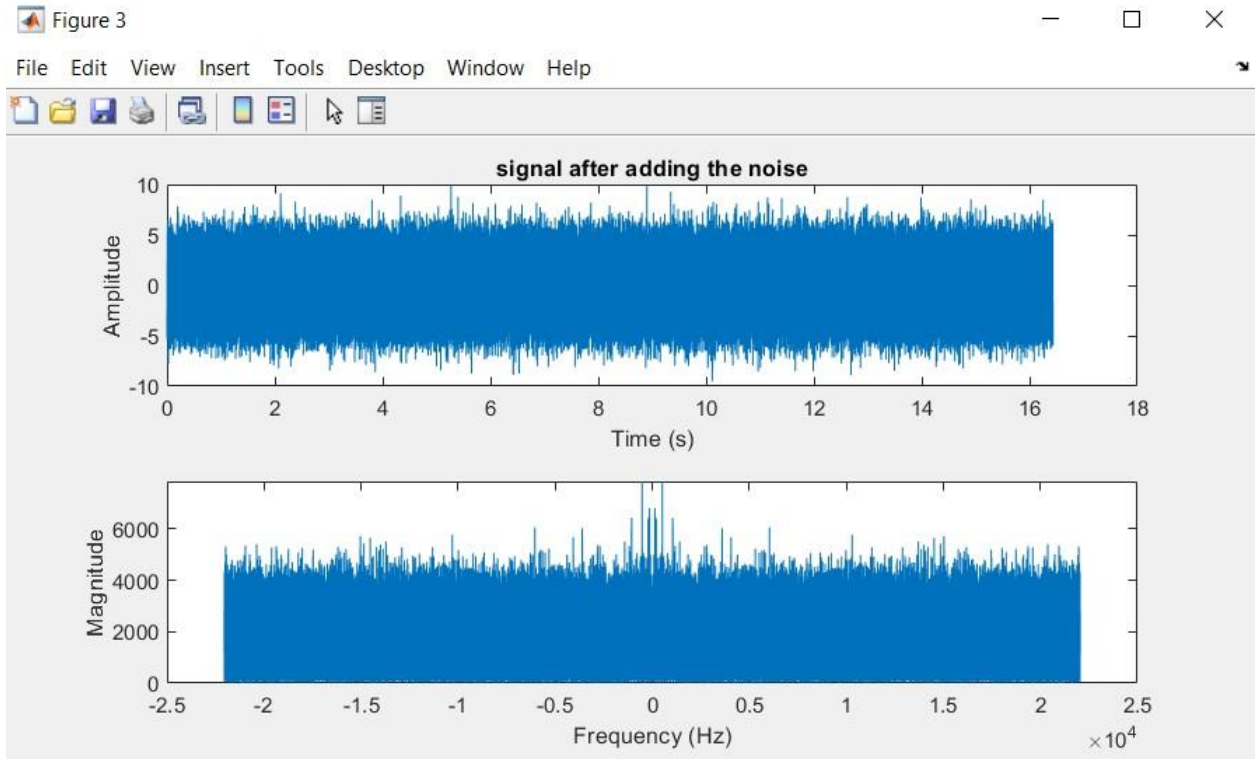 Figure 3
File Edit View Insert Tools Desktop Window Help
signal after adding the noise
10
5
0
-5
-10
Amplitude
0 2 4 6 8 10 12 14 16 18
Time (s)
6000
4000
2000
0
Magnitude
-2.5 -2 -1.5 -1 -0.5 0 0.5 1 1.5 2 2.5
Frequency (Hz)
×10⁴